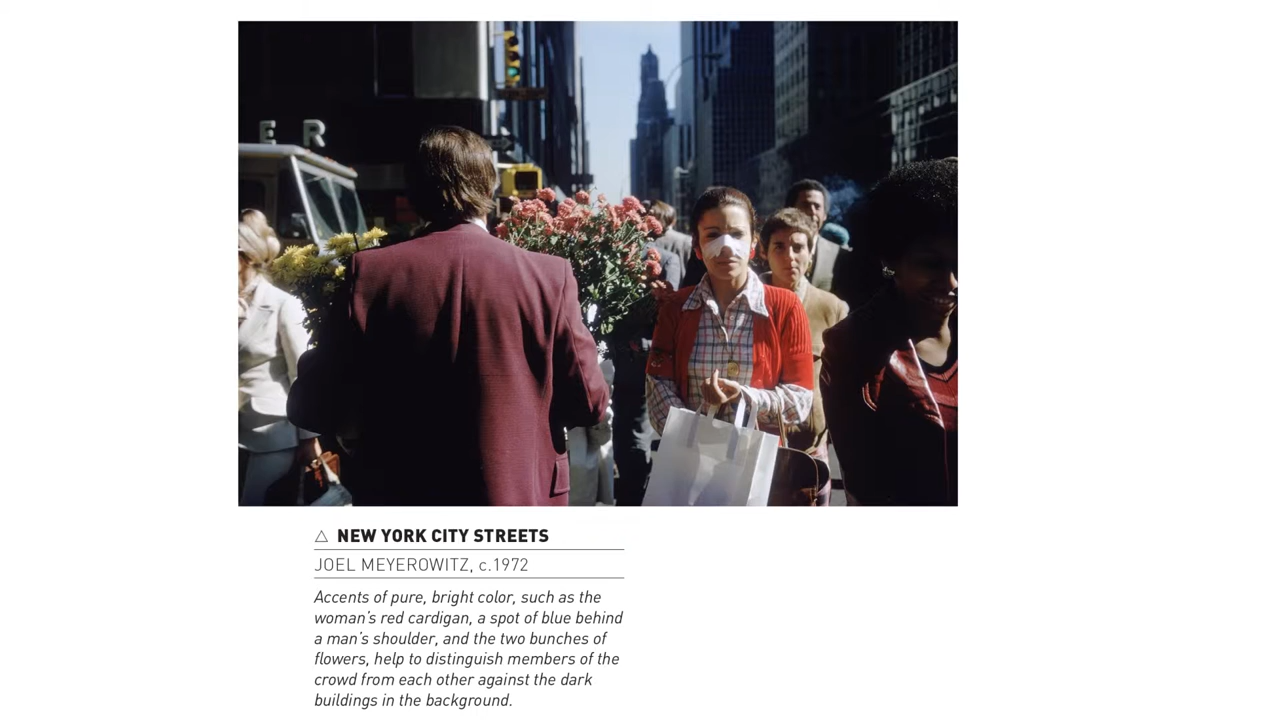 E R
△ NEW YORK CITY STREETS
JOEL MEYEROWITZ, c.1972
Accents of pure, bright color, such as the
woman's red cardigan, a spot of blue behind
a man's shoulder, and the two bunches of
flowers, help to distinguish members of the
crowd from each other against the dark
buildings in the background.